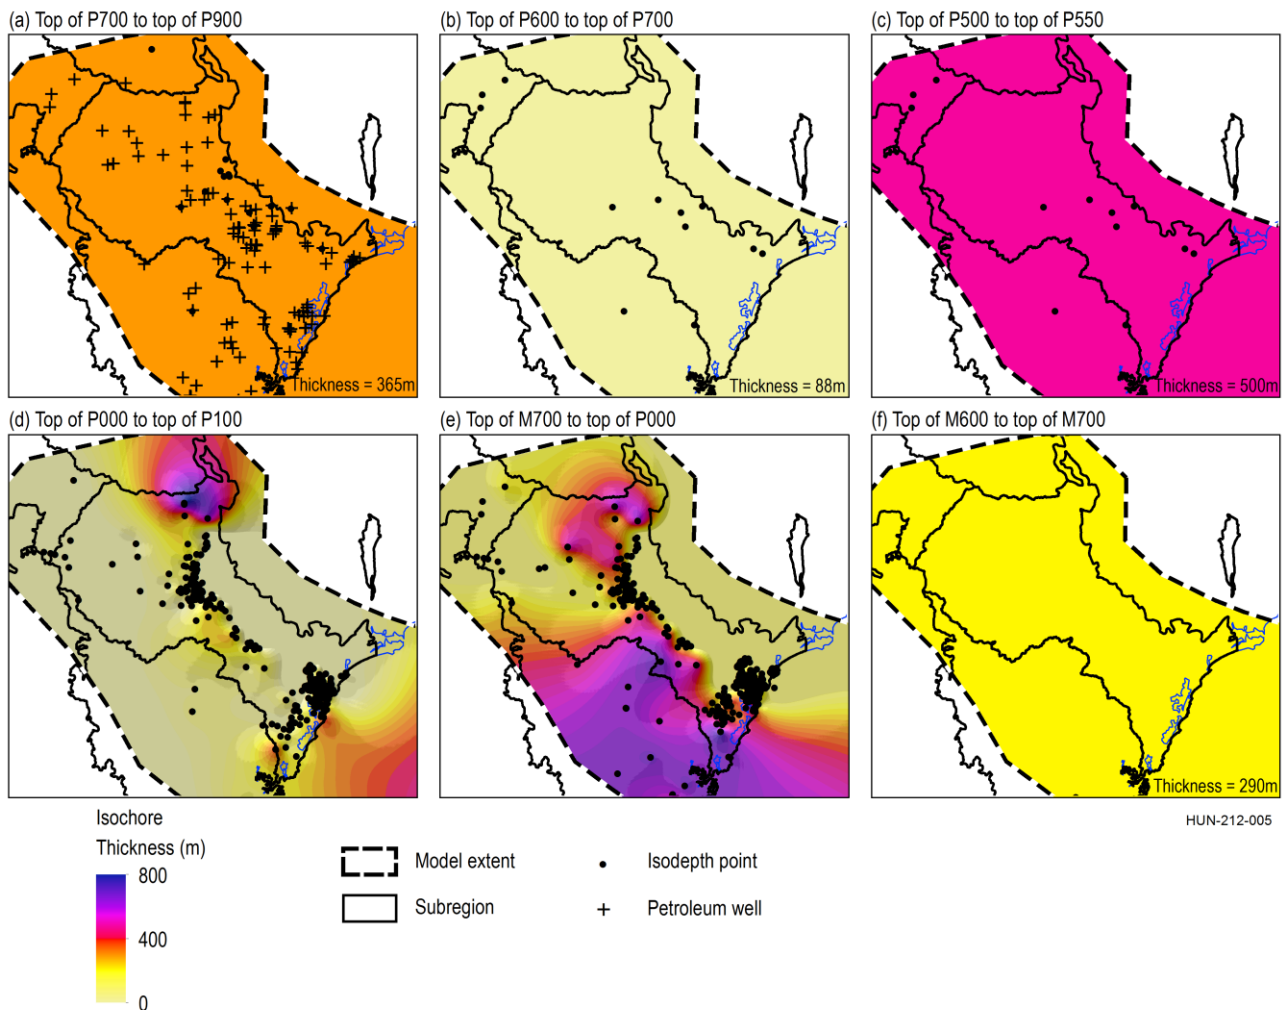 (a) Top of P700 to top of P900
(b) Top of P600 to top of P700
(c) Top of P500 to top of P550
Thickness = 365m
Thickness = 88m
Thickness = 500m
(d) Top of P000 to top of P100
(e) Top of M700 to top of P000
(f) Top of M600 to top of M700
Thickness = 290m
HUN-212-005
Isochore
Thickness (m)
800
400
0
Model extent
Subregion
Isodepth point
Petroleum well